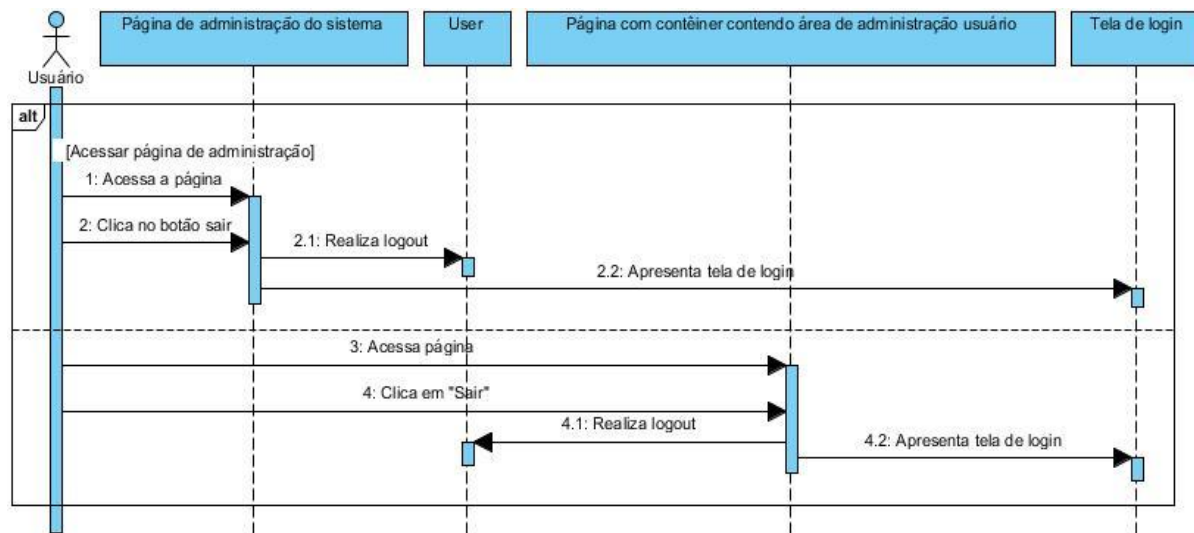 Página de administração do sistema
User
Página com contêiner contendo área de administração usuário
Tela de login
Usuário
alt
[Acessar página de administração]
1: Acessa a página
2: Clica no botão sair
2.1: Realiza logout
2.2: Apresenta tela de login
3: Acessa página
4: Clica em "Sair"
4.1: Realiza logout
4.2: Apresenta tela de login